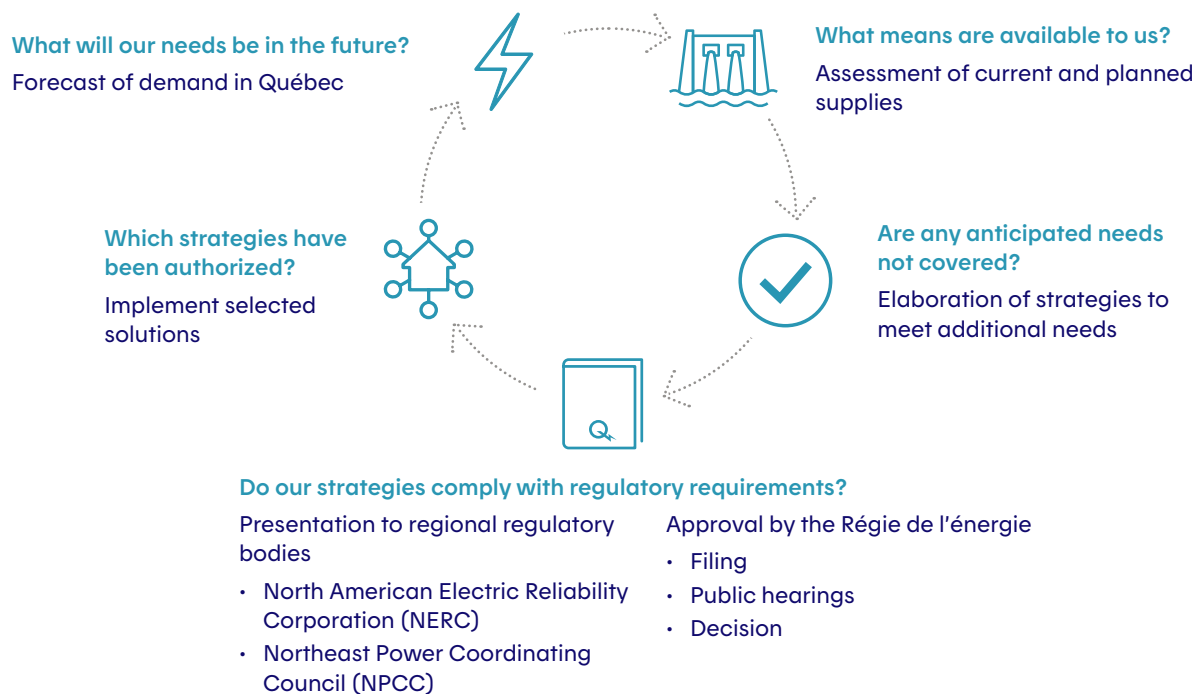 What will our needs be in the future?
Forecast of demand in Québec
What means are available to us?
Assessment of current and planned
supplies
Are any anticipated needs
not covered?
Elaboration of strategies to
meet additional needs
Do our strategies comply with regulatory requirements?
Presentation to regional regulatory
bodies
• North American Electric Reliability
Corporation (NERC)
• Northeast Power Coordinating
Council (NPCC)
Approval by the Régie de l’énergie
• Filing
• Public hearings
• Decision
Which strategies have
been authorized?
Implement selected
solutions